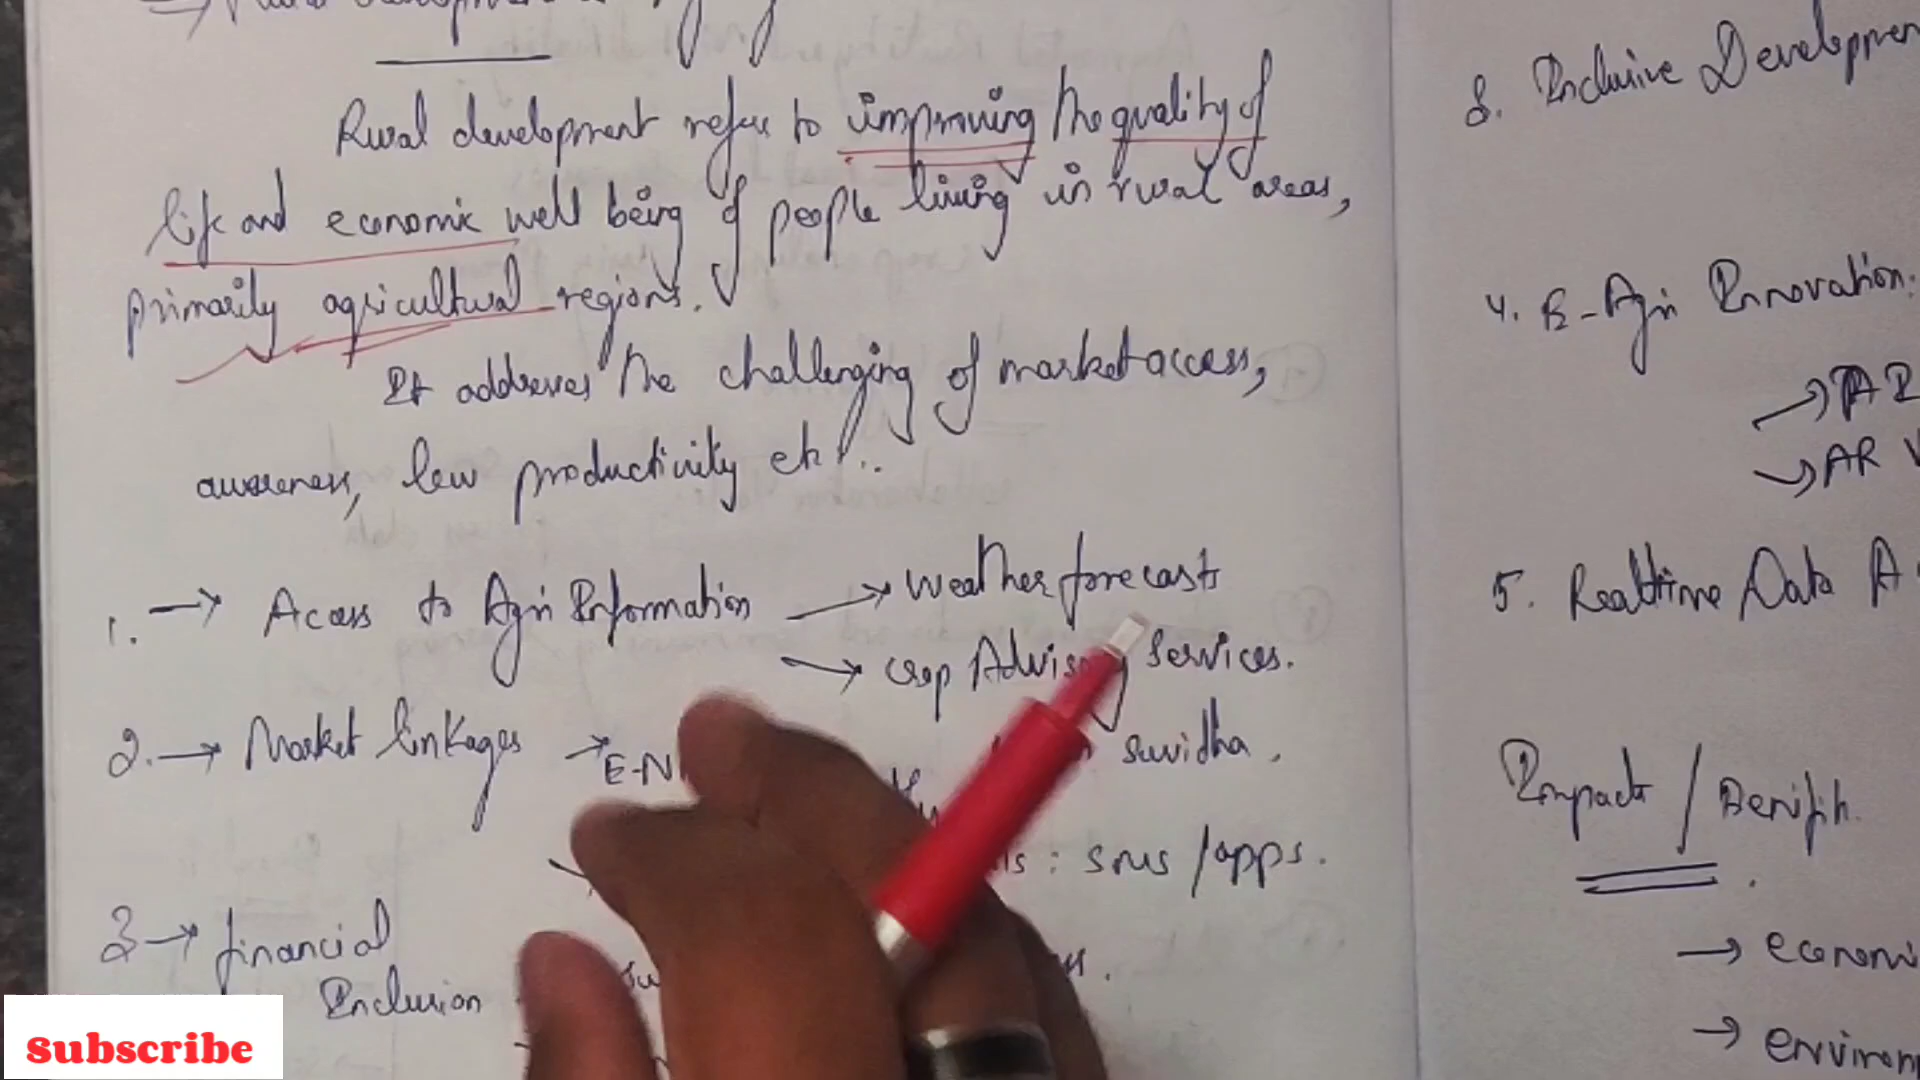 Rural development refer to improving the quality of
life and economic well being of people living in rural areas,
primarily agricultural regions.
It addresses the challenging of market access,
awareness, low productivity etc...
1. → Access to Agri Information → weather forecasts
→ crop Advisory Services.
2. → Market linkages → E-N
suvidha.
: sms / apps.
3 → financial
Inclusion
3. Inclusive Developmen
4. E-Agri Innovation:
→ AR
5. Realtime Data A
Impacts / Benifits.
→ economi
→ environ
subscribe